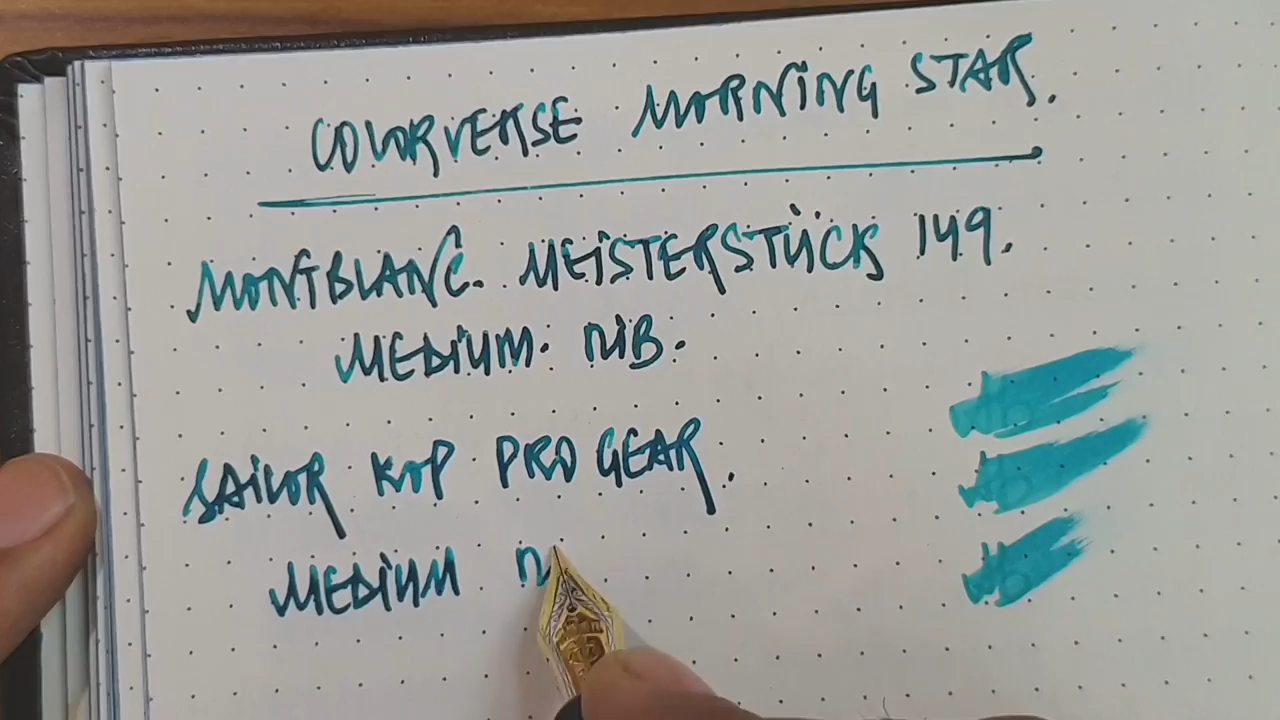 COLORVERSE MORNING STAR.
MONTBLANC. MEISTERSTÜCK 149.
MEDIUM. NIB.
SAILOR KOP PRO GEAR.
MEDIUM